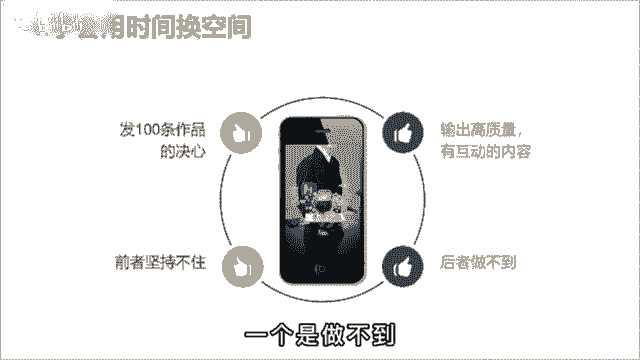 学会用时间换空间
发100条作品
的决心
输出高质量，
有互动的内容
前者坚持不住
后者做不到
一个是做不到